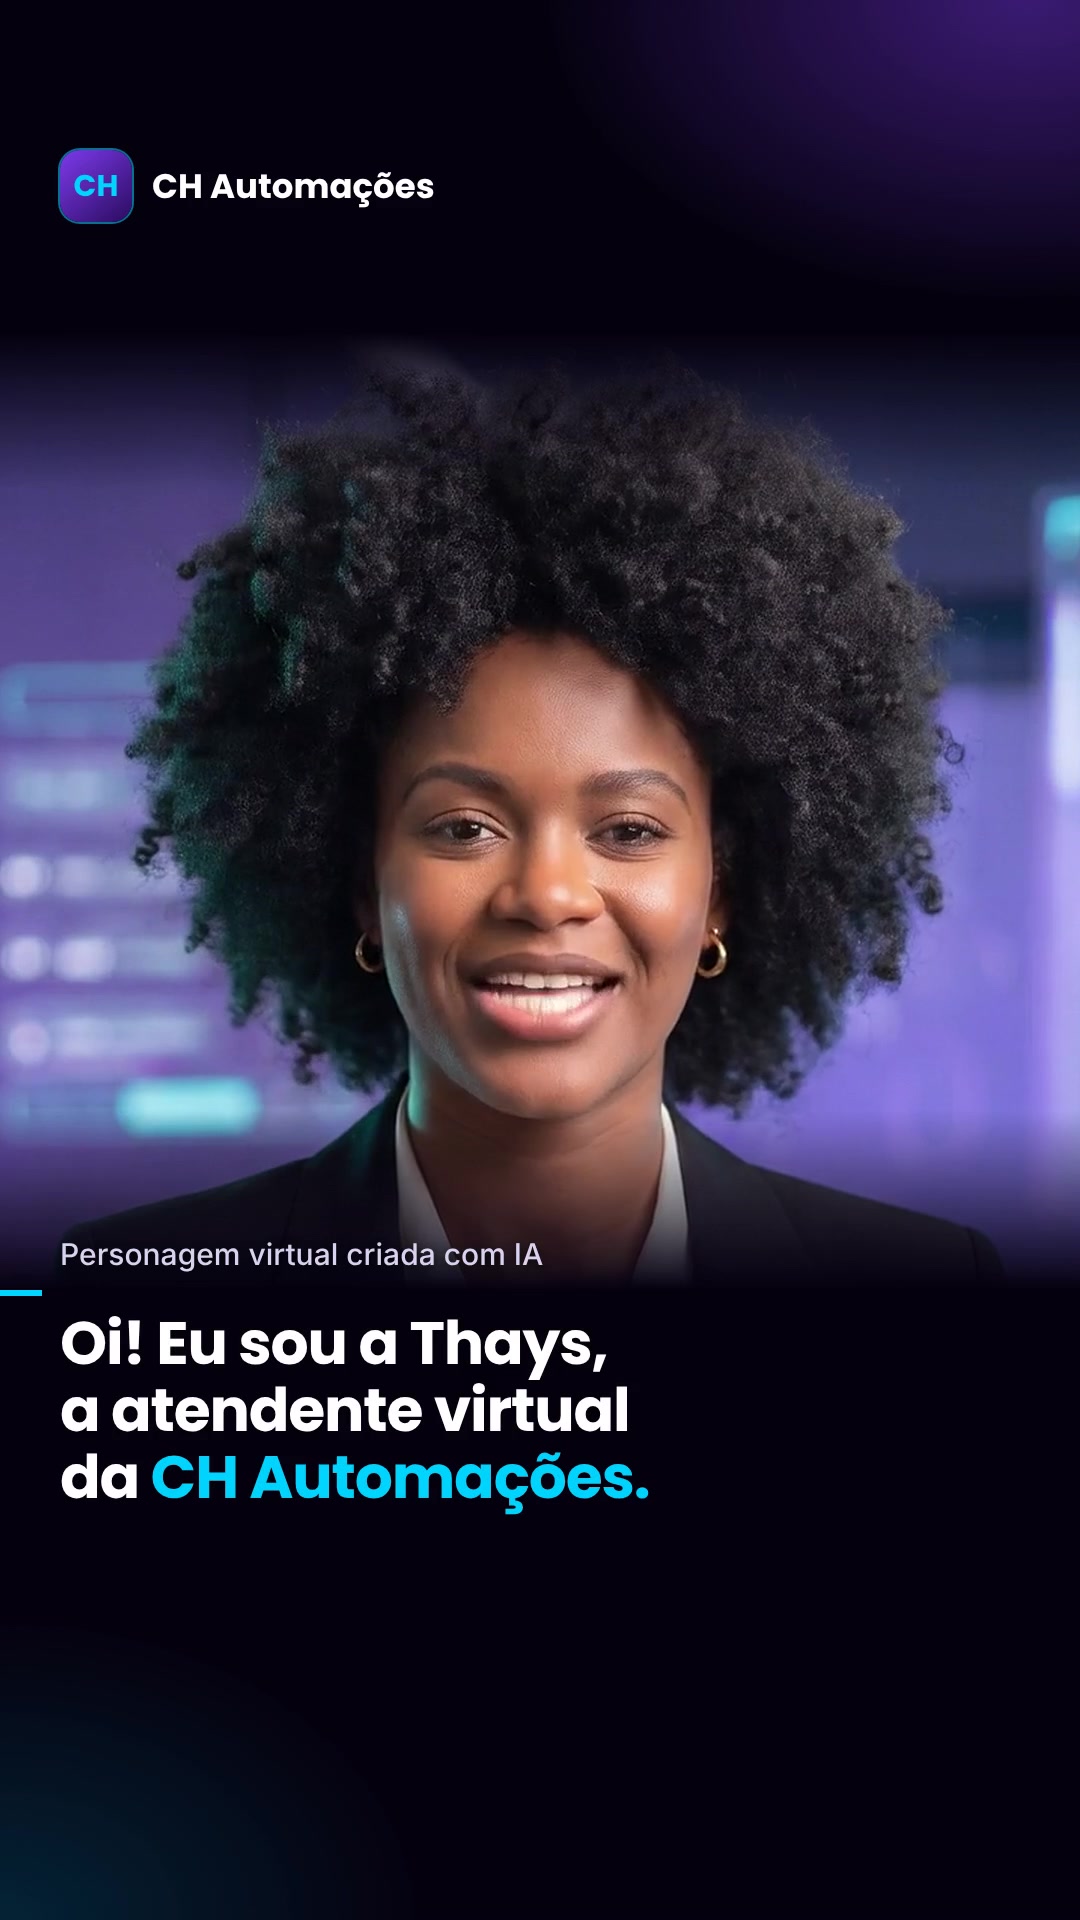 CH
CH Automações
Personagem virtual criada com IA
Oi! Eu sou a Thays,
a atendente virtual
da CH Automações.